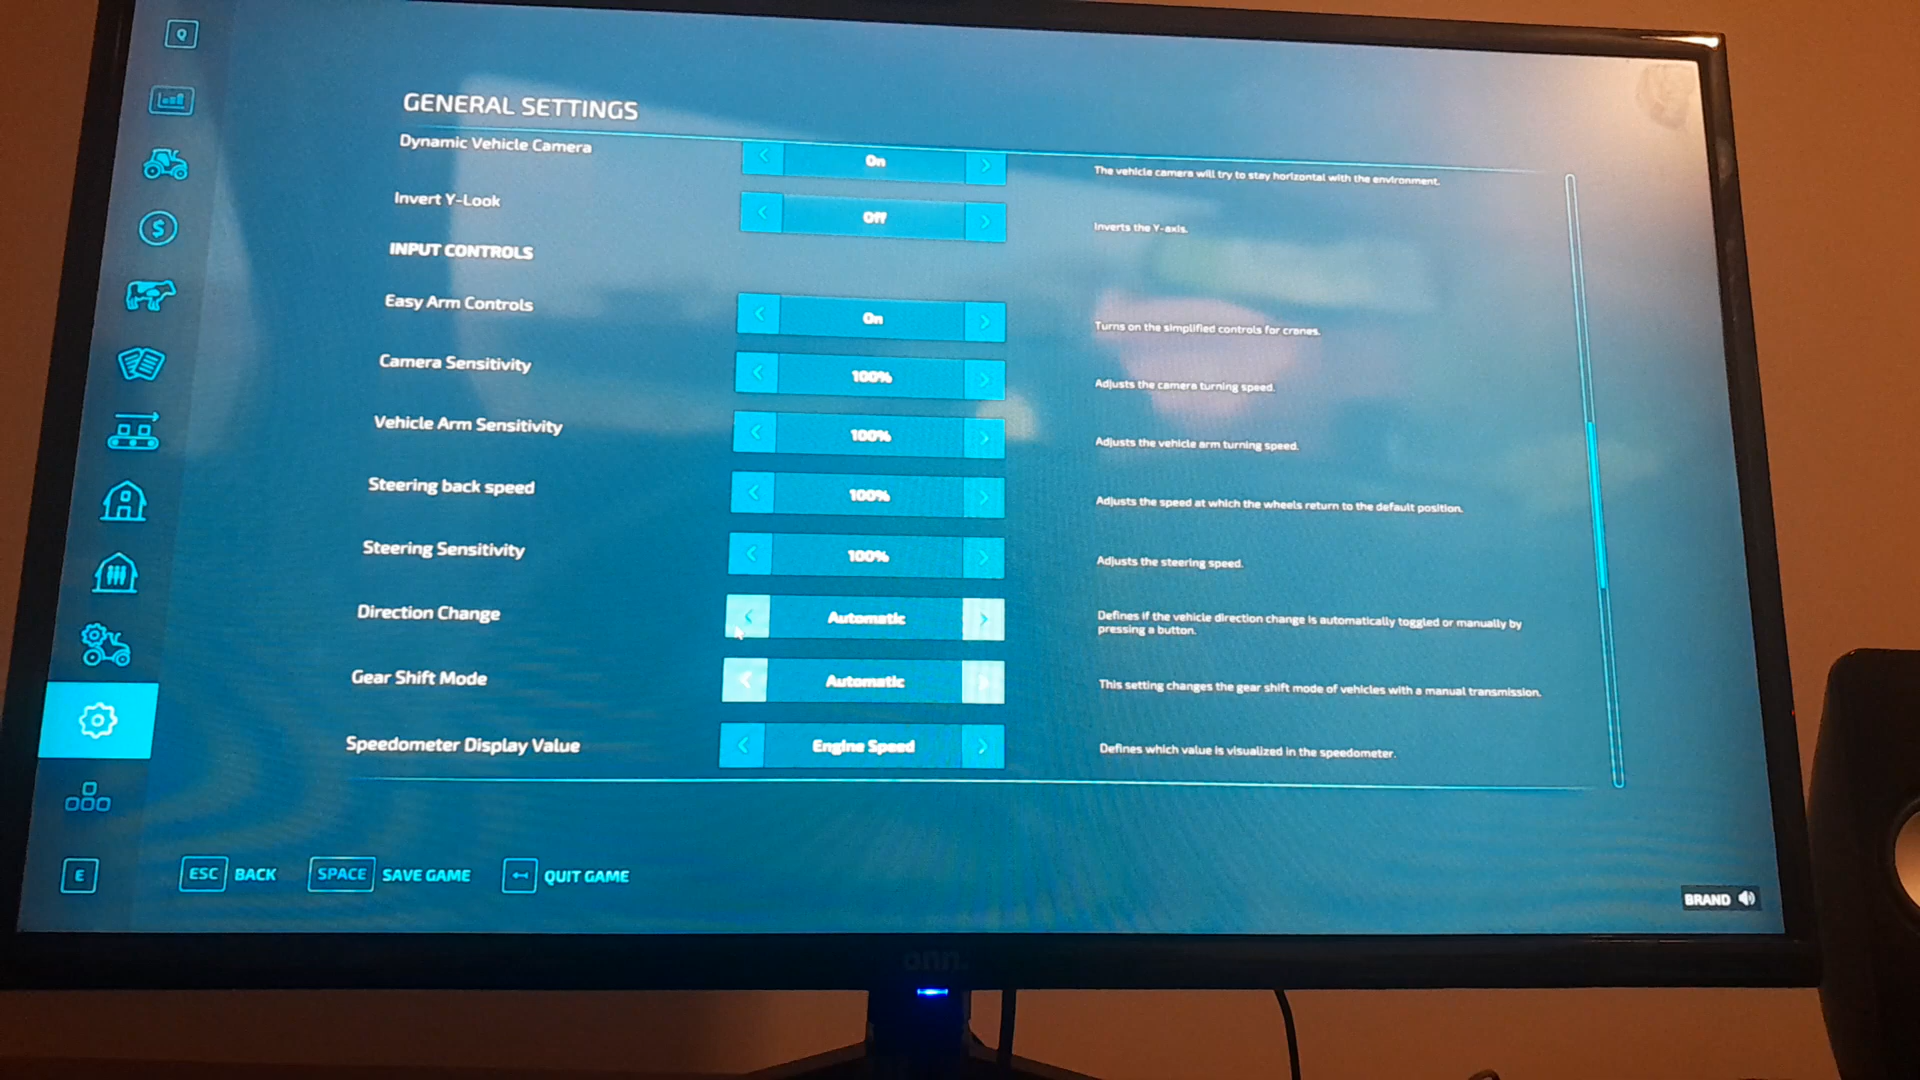 Q
GENERAL SETTINGS
Dynamic Vehicle Camera
On
The vehicle camera will try to stay horizontal with the environment.
Invert Y-Look
Off
Inverts the Y-axis.
INPUT CONTROLS
Easy Arm Controls
On
Turns on the simplified controls for cranes.
Camera Sensitivity
100%
Adjusts the camera turning speed.
Vehicle Arm Sensitivity
100%
Adjusts the vehicle arm turning speed.
Steering back speed
100%
Adjusts the speed at which the wheels return to the default position.
Steering Sensitivity
100%
Adjusts the steering speed.
Direction Change
Automatic
Defines if the vehicle direction change is automatically toggled or manually by
pressing a button.
Gear Shift Mode
Automatic
This setting changes the gear shift mode of vehicles with a manual transmission.
Speedometer Display Value
Engine Speed
Defines which value is visualized in the speedometer.
E
ESC BACK
SPACE SAVE GAME
QUIT GAME
BRAND
onn.